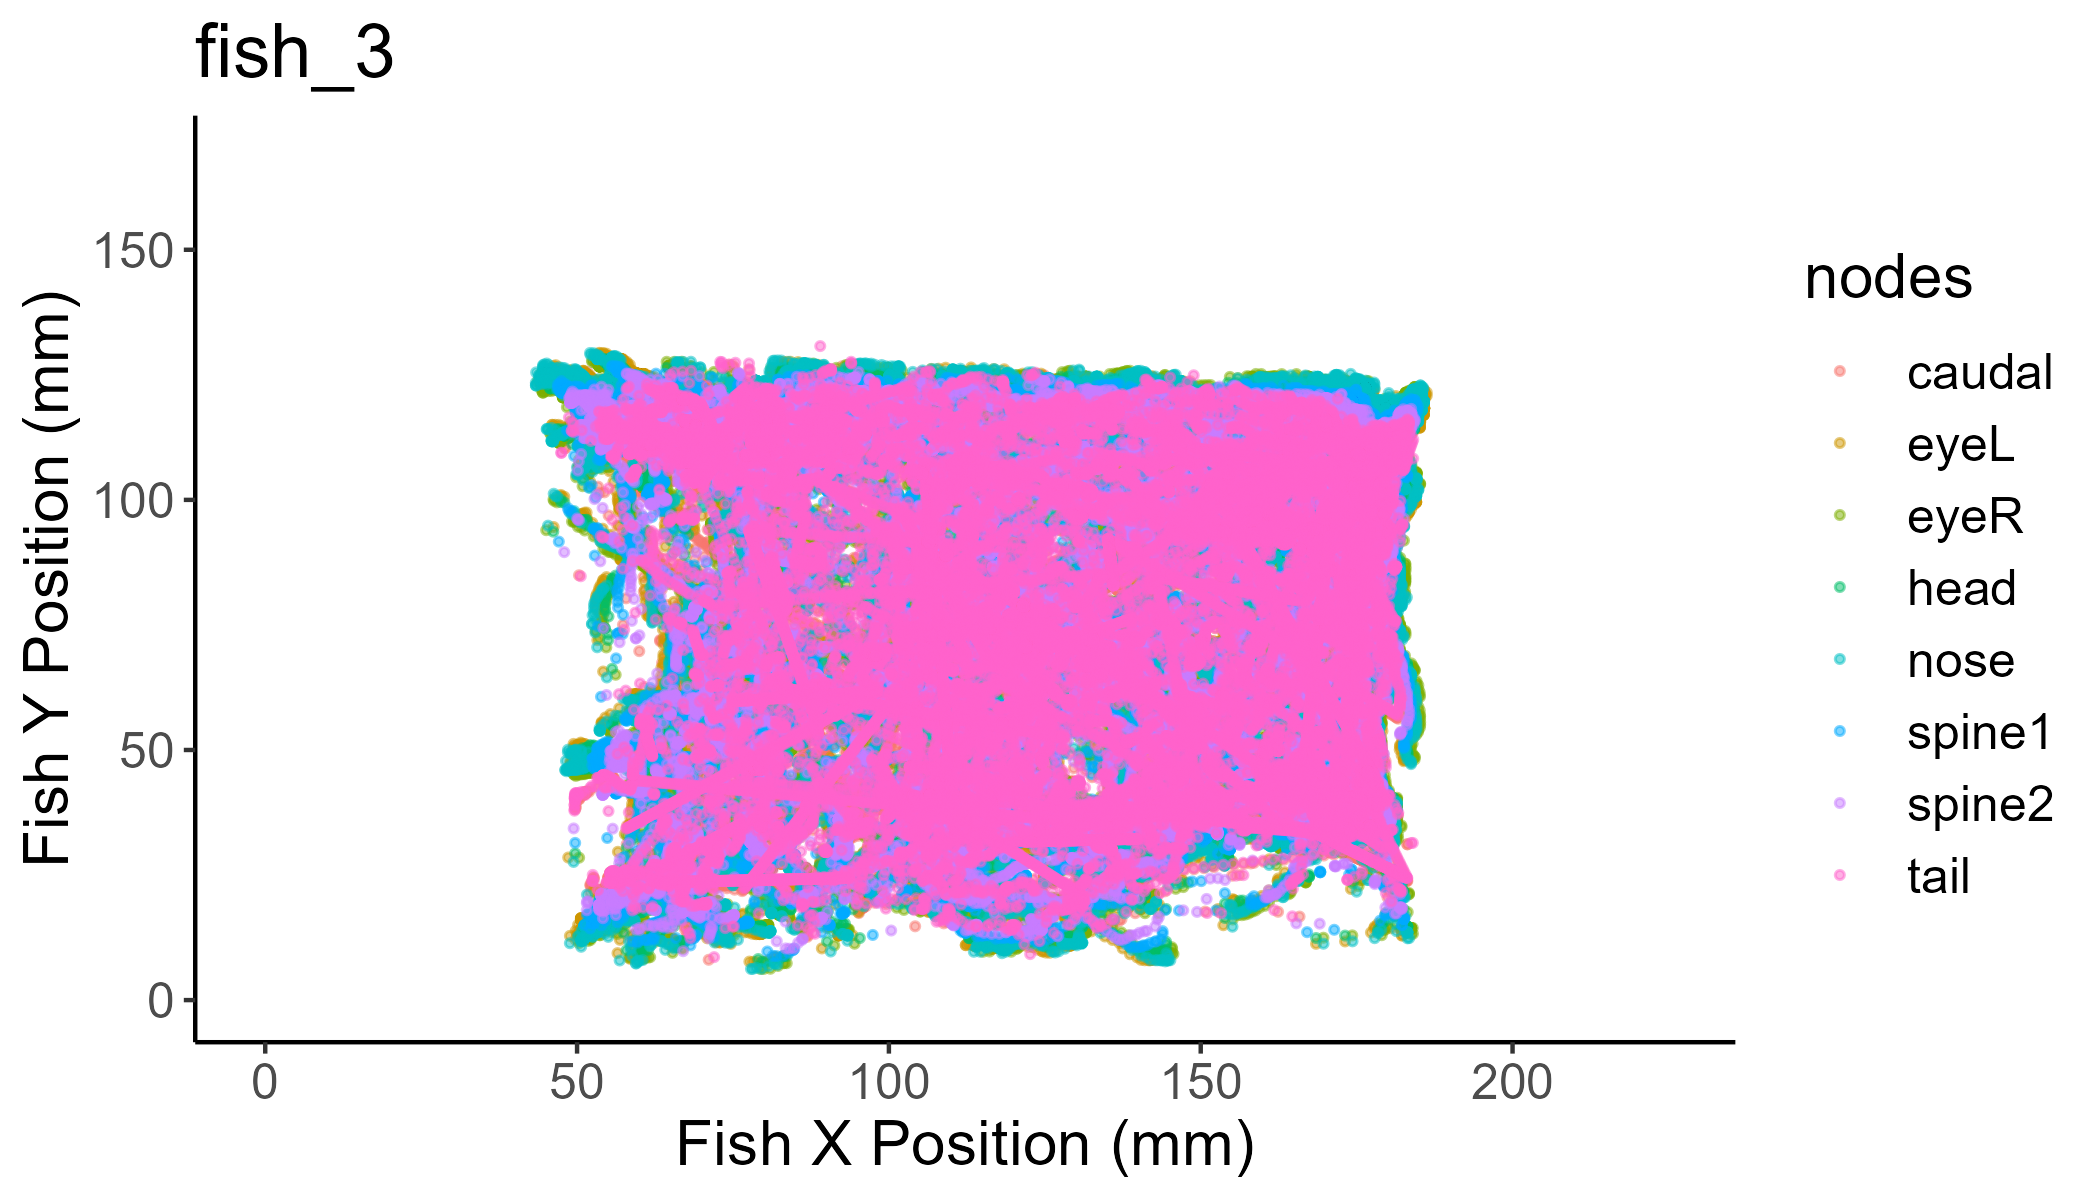 fish_3
150
100
50
0
Fish Y Position (mm)
0 50 100 150 200
Fish X Position (mm)
nodes
caudal
eyeL
eyeR
head
nose
spine1
spine2
tail